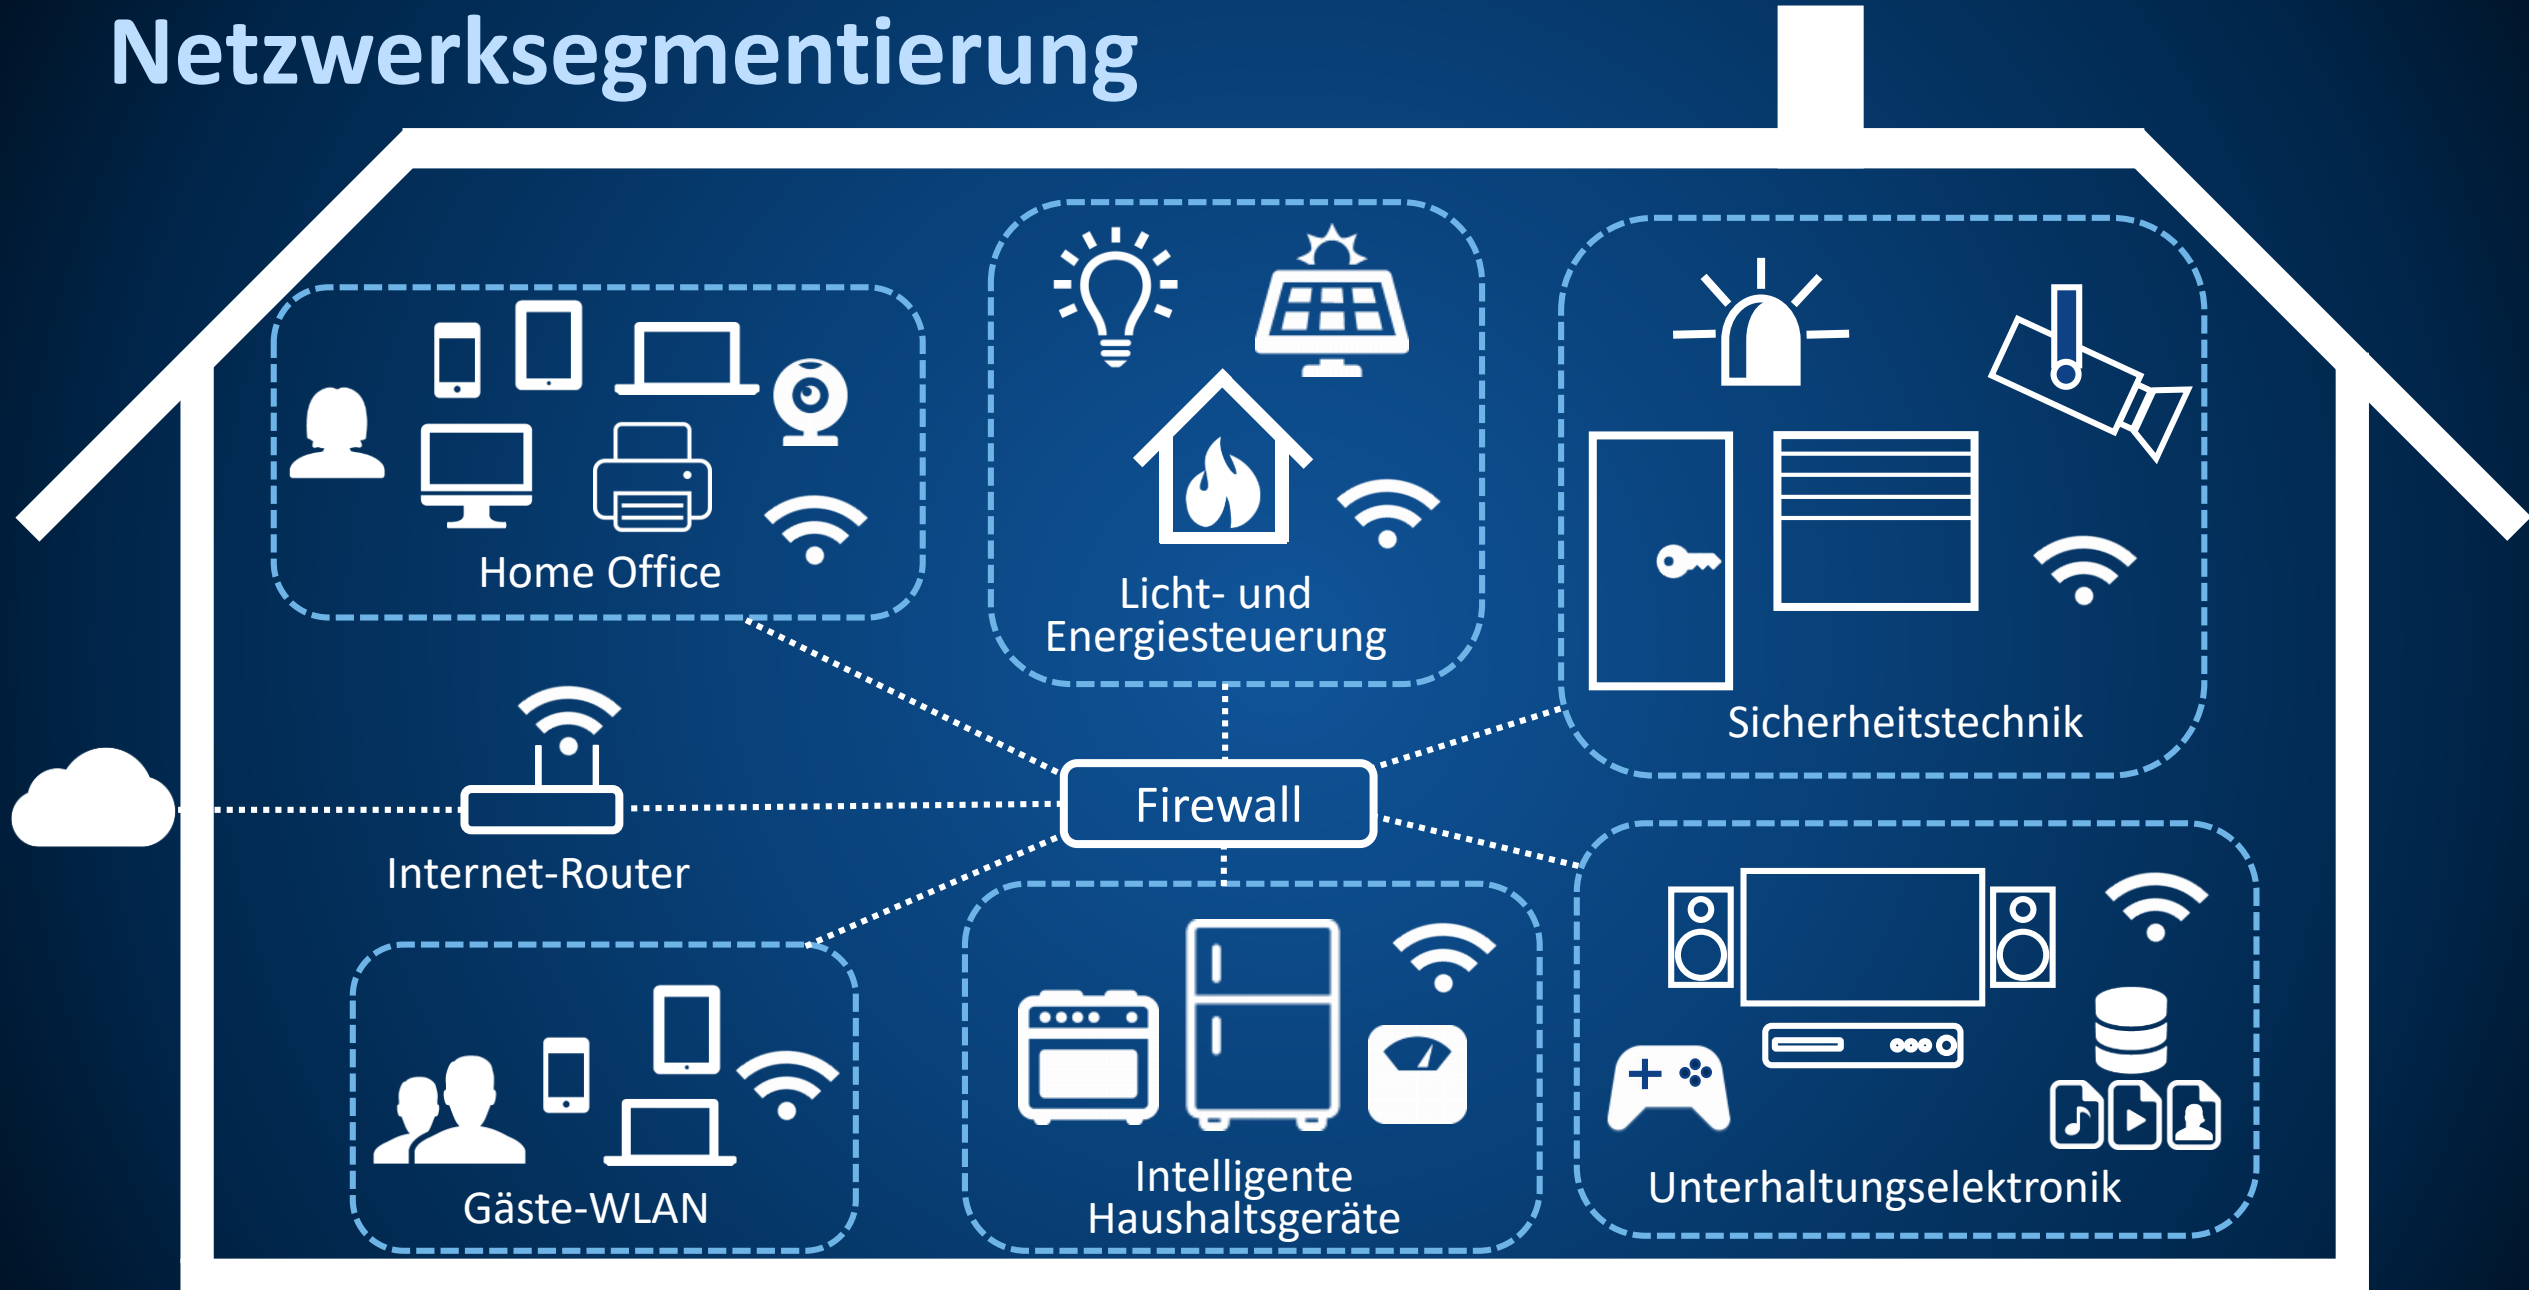 Netzwerksegmentierung
Home Office
Licht- und
Energiesteuerung
Sicherheitstechnik
Internet-Router
Firewall
Gäste-WLAN
Intelligente
Haushaltsgeräte
Unterhaltungselektronik